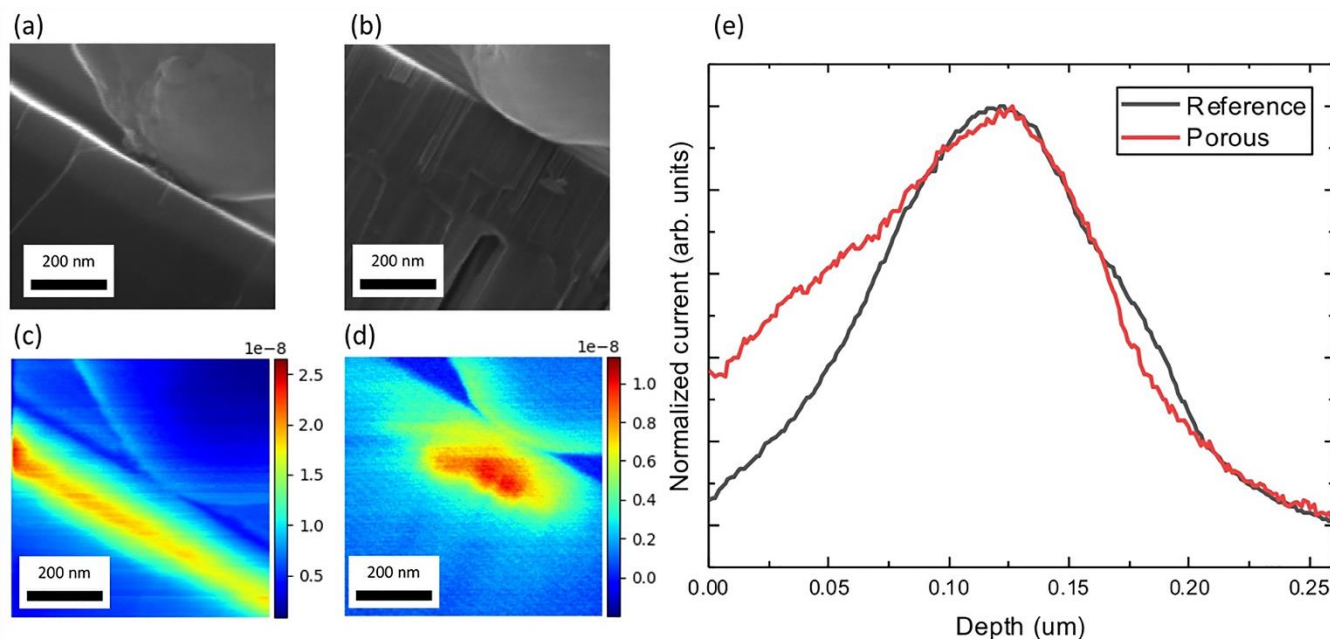 (a)
(b)
(e)
200 nm
200 nm
Reference
Porous
(c)
(d)
1e−8
1e−8
2.5
2.0
1.5
1.0
0.5
1.0
0.8
0.6
0.4
0.2
0.0
200 nm
200 nm
Normalized current (arb. units)
0.00 0.05 0.10 0.15 0.20 0.25
Depth (um)